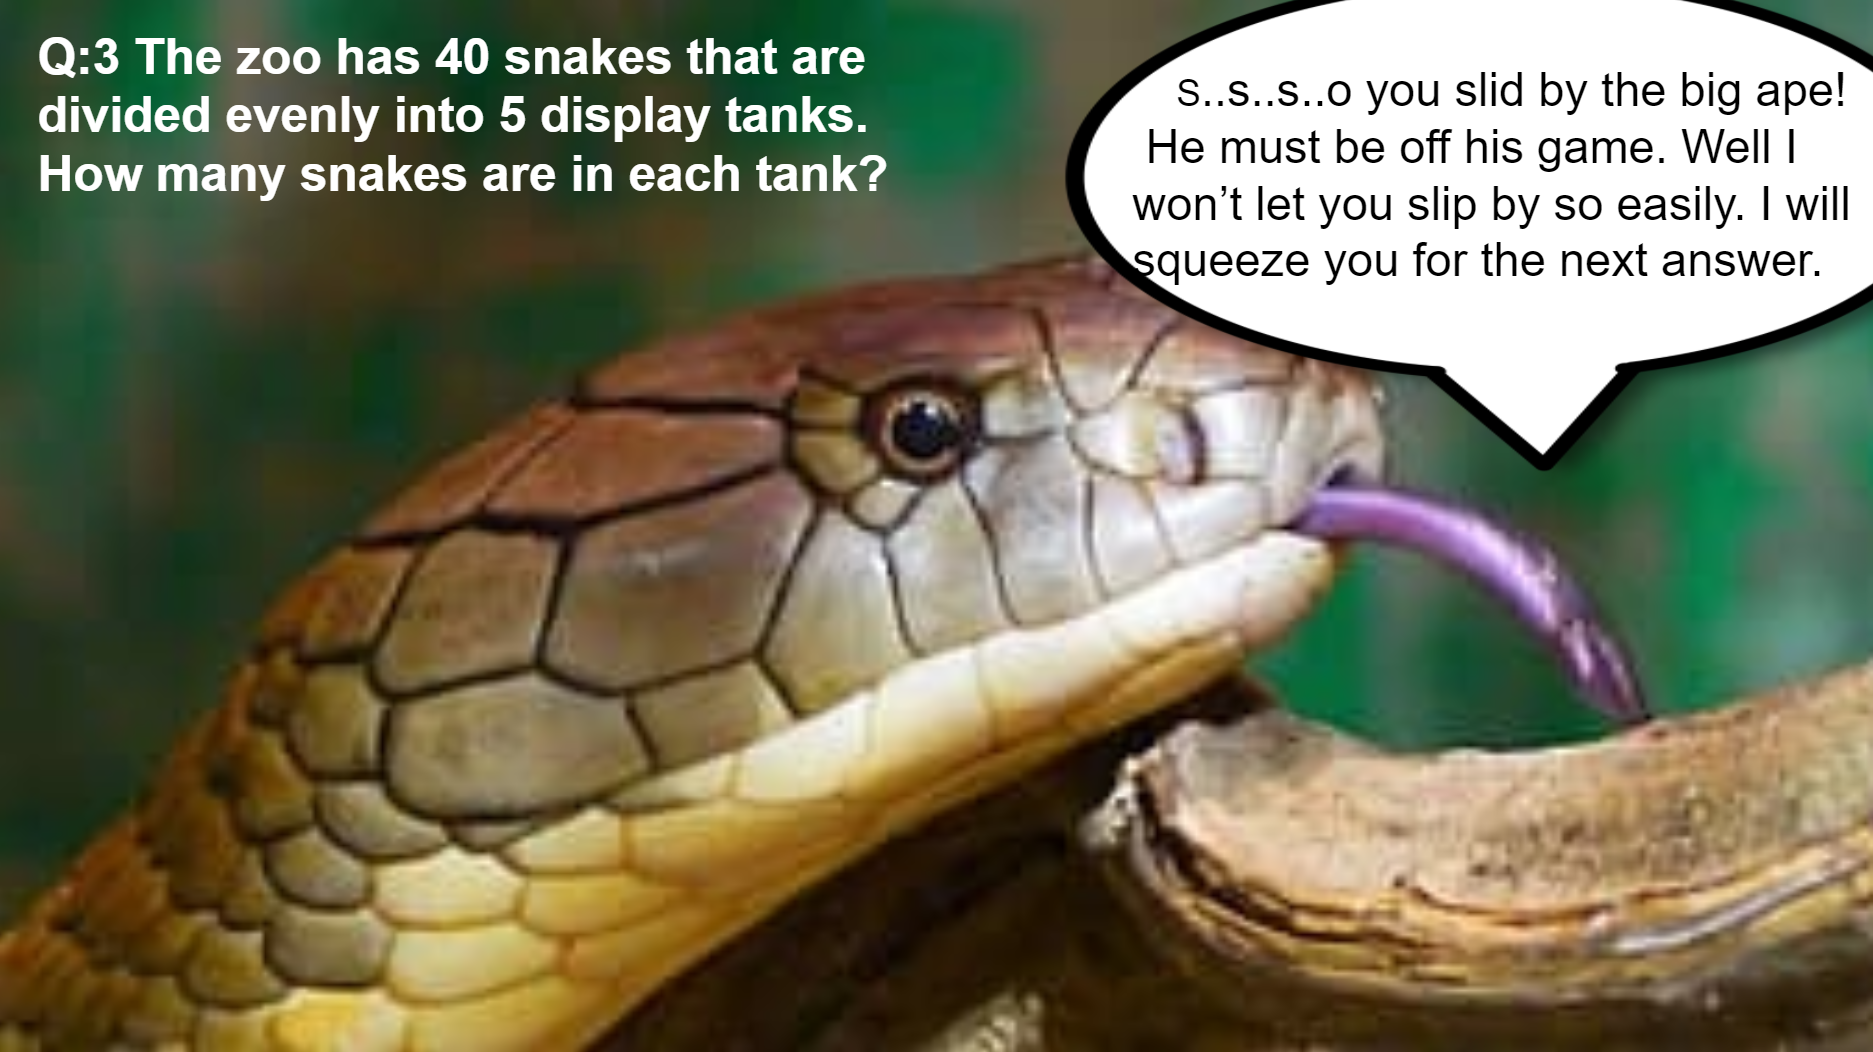 Q:3 The zoo has 40 snakes that are
divided evenly into 5 display tanks.
How many snakes are in each tank?
s..s..s..o you slid by the big ape!
He must be off his game. Well I
won’t let you slip by so easily. I will
squeeze you for the next answer.